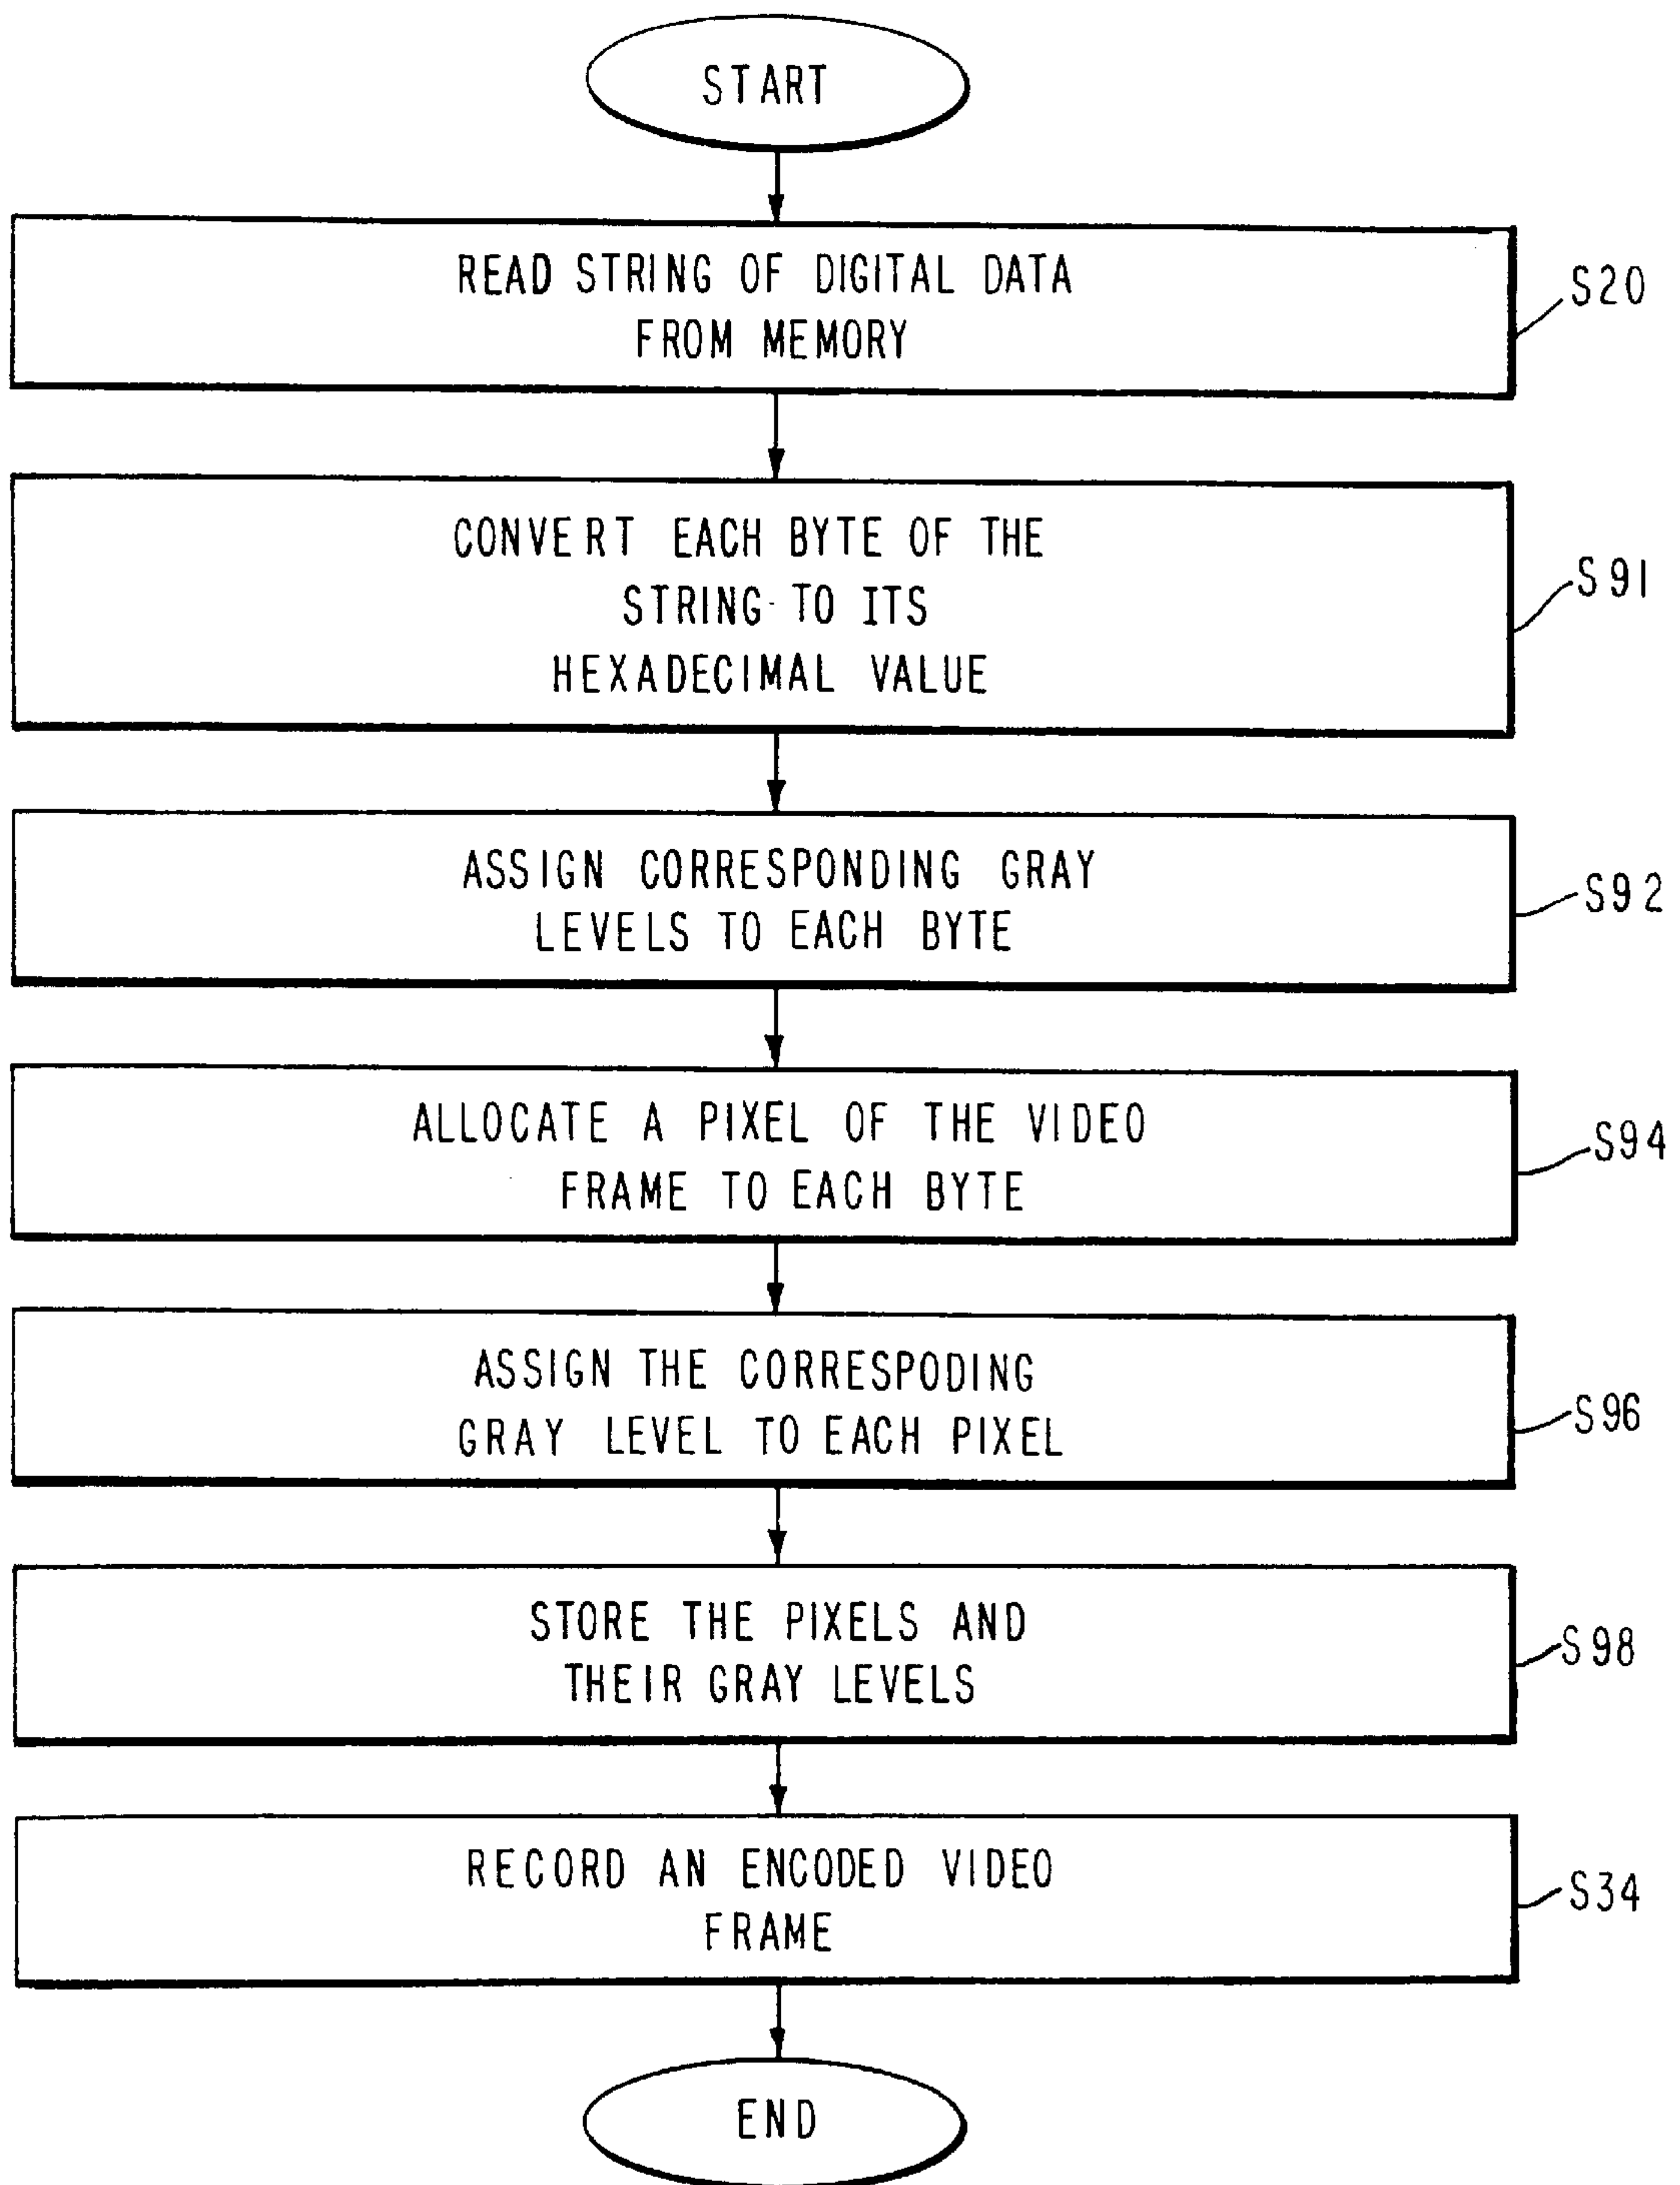 START
READ STRING OF DIGITAL DATA
FROM MEMORY
S20
CONVERT EACH BYTE OF THE
STRING TO ITS
HEXADECIMAL VALUE
S91
ASSIGN CORRESPONDING GRAY
LEVELS TO EACH BYTE
S92
ALLOCATE A PIXEL OF THE VIDEO
FRAME TO EACH BYTE
S94
ASSIGN THE CORRESPODING
GRAY LEVEL TO EACH PIXEL
S96
STORE THE PIXELS AND
THEIR GRAY LEVELS
S98
RECORD AN ENCODED VIDEO
FRAME
S34
END